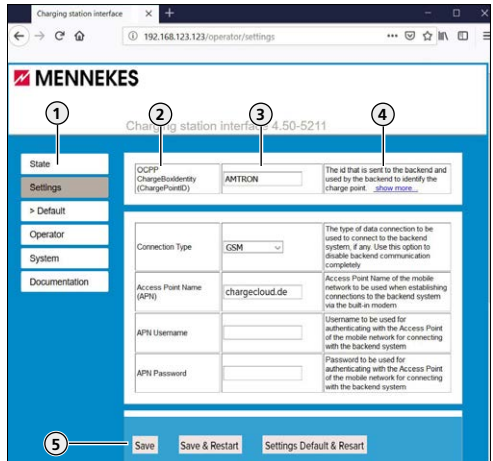 Charging station interface × +
192.168.123.123/operator/settings
MENNEKES
1 2 3 4
Charging station interface 4.50-5211
State
Settings
> Default
Operator
System
Documentation
OCPP
ChargeBoxIdentity
(ChargePointID)
AMTRON
The id that is sent to the backend and
used by the backend to identify the
charge point. show more...
Connection Type
GSM
The type of data connection to be
used to connect to the backend
system, if any. Use this option to
disable backend communication
completely
Access Point Name
(APN)
chargecloud.de
Access Point Name of the mobile
network to be used when establishing
connections to the backend system
via the built-in modem
APN Username
Username to be used for
authenticating with the Access Point
of the mobile network for connecting
with the backend system
APN Password
Password to be used for
authenticating with the Access Point
of the mobile network for connecting
with the backend system
5
Save Save & Restart Settings Default & Resart